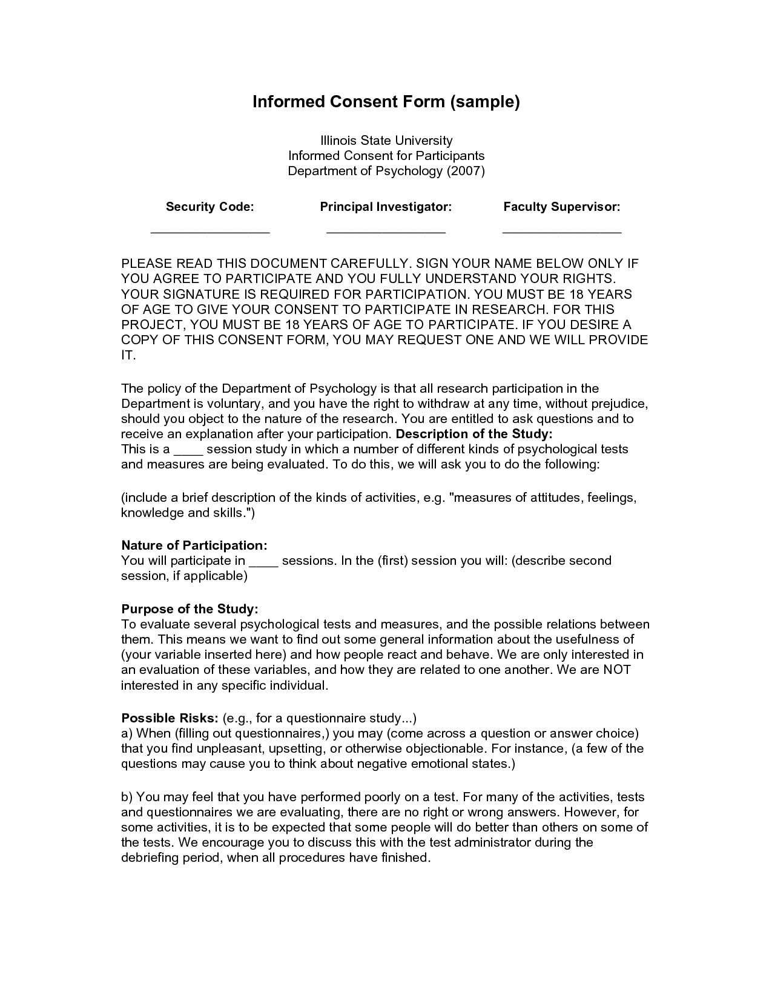 Informed Consent Form (sample)
Illinois State University
Informed Consent for Participants
Department of Psychology (2007)
Security Code: Principal Investigator: Faculty Supervisor:
________________ ________________ ________________
PLEASE READ THIS DOCUMENT CAREFULLY. SIGN YOUR NAME BELOW ONLY IF
YOU AGREE TO PARTICIPATE AND YOU FULLY UNDERSTAND YOUR RIGHTS.
YOUR SIGNATURE IS REQUIRED FOR PARTICIPATION. YOU MUST BE 18 YEARS
OF AGE TO GIVE YOUR CONSENT TO PARTICIPATE IN RESEARCH. FOR THIS
PROJECT, YOU MUST BE 18 YEARS OF AGE TO PARTICIPATE. IF YOU DESIRE A
COPY OF THIS CONSENT FORM, YOU MAY REQUEST ONE AND WE WILL PROVIDE
IT.
The policy of the Department of Psychology is that all research participation in the
Department is voluntary, and you have the right to withdraw at any time, without prejudice,
should you object to the nature of the research. You are entitled to ask questions and to
receive an explanation after your participation. Description of the Study:
This is a ____ session study in which a number of different kinds of psychological tests
and measures are being evaluated. To do this, we will ask you to do the following:
(include a brief description of the kinds of activities, e.g. "measures of attitudes, feelings,
knowledge and skills.")
Nature of Participation:
You will participate in ____ sessions. In the (first) session you will: (describe second
session, if applicable)
Purpose of the Study:
To evaluate several psychological tests and measures, and the possible relations between
them. This means we want to find out some general information about the usefulness of
(your variable inserted here) and how people react and behave. We are only interested in
an evaluation of these variables, and how they are related to one another. We are NOT
interested in any specific individual.
Possible Risks: (e.g., for a questionnaire study...)
a) When (filling out questionnaires,) you may (come across a question or answer choice)
that you find unpleasant, upsetting, or otherwise objectionable. For instance, (a few of the
questions may cause you to think about negative emotional states.)
b) You may feel that you have performed poorly on a test. For many of the activities, tests
and questionnaires we are evaluating, there are no right or wrong answers. However, for
some activities, it is to be expected that some people will do better than others on some of
the tests. We encourage you to discuss this with the test administrator during the
debriefing period, when all procedures have finished.